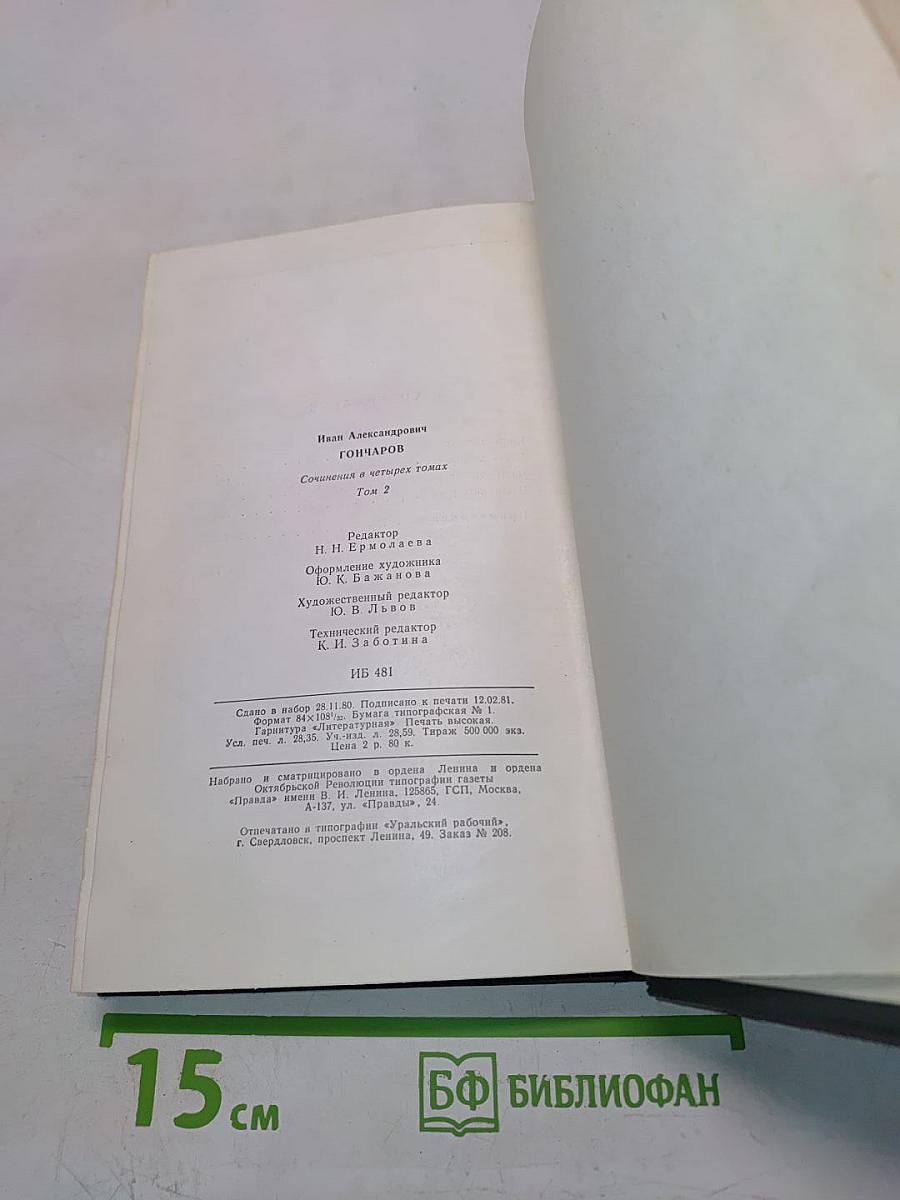 Иван Александрович
ГОНЧАРОВ
Сочинения в четырех томах
Том 2
Редактор
Н. Н. Ермолаева
Оформление художника
Ю. К. Бажанова
Художественный редактор
Ю. В. Львов
Технический редактор
К. И. Заботина
ИБ 481
Сдано в набор 28.11.80. Подписано к печати 12.02.81.
Формат 84×108¹/₃₂. Бумага типографская № 1.
Гарнитура «Литературная» Печать высокая.
Усл. печ. л. 28,35. Уч.-изд. л. 28,59. Тираж 500 000 экз.
Цена 2 р. 80 к.
Набрано и сматрицировано в ордена Ленина и ордена
Октябрьской Революции типографии газеты
«Правда» имени В. И. Ленина, 125865, ГСП, Москва,
А-137, ул. «Правды», 24
Отпечатано в типографии «Уральский рабочий»,
г. Свердловск, проспект Ленина, 49. Заказ № 208.
15 см
БФ БИБЛИОФАН